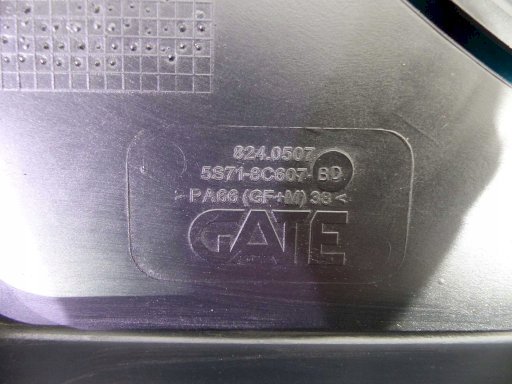 824.0507
5S71-8C607-BD
>PA66 (GF+M) 38<
GATE